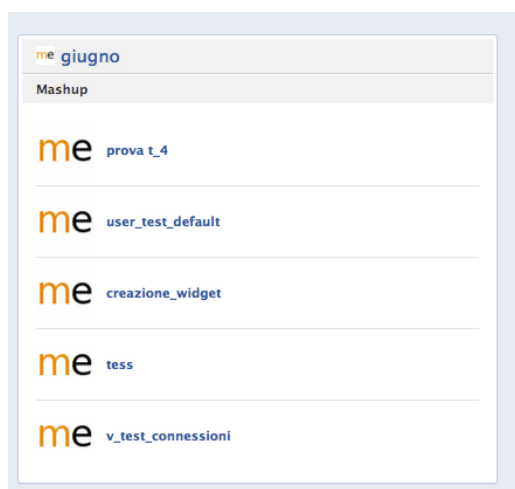 me giugno
Mashup
me prova t_4
me user_test_default
me creazione_widget
me tess
me v_test_connessioni